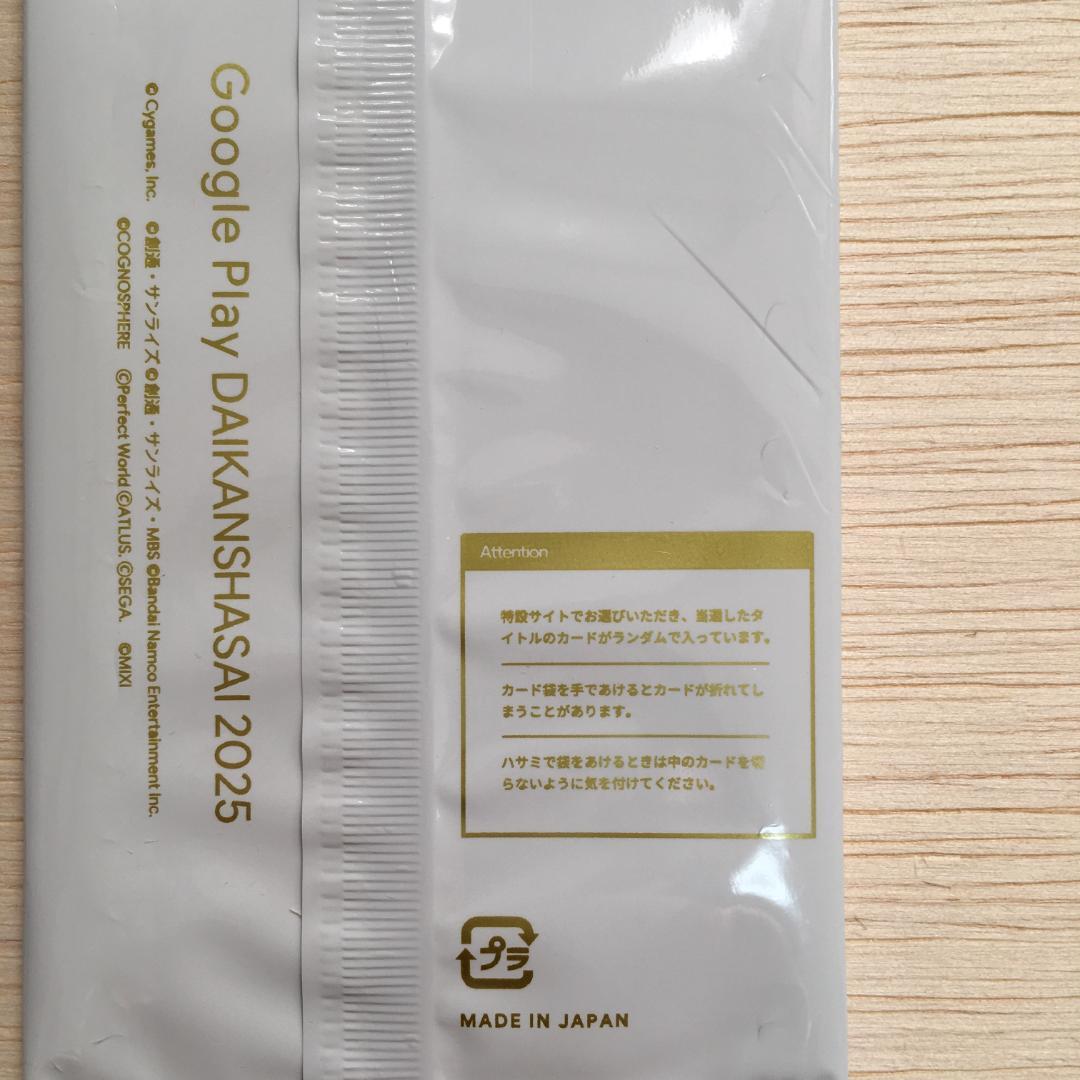 Google Play DAIKANSHASAI 2025
© Cygames, Inc. ©創通・サンライズ ©創通・サンライズ・MBS ©Bandai Namco Entertainment Inc.
©COGNOSPHERE ©Perfect World ©ATLUS. ©SEGA. ©MIXI
Attention
特設サイトでお選びいただき、当選したタ
イトルのカードがランダムで入っています。
カード袋を手であけるとカードが折れてし
まうことがあります。
ハサミで袋をあけるときは中のカードを切
らないように気を付けてください。
プラ
MADE IN JAPAN